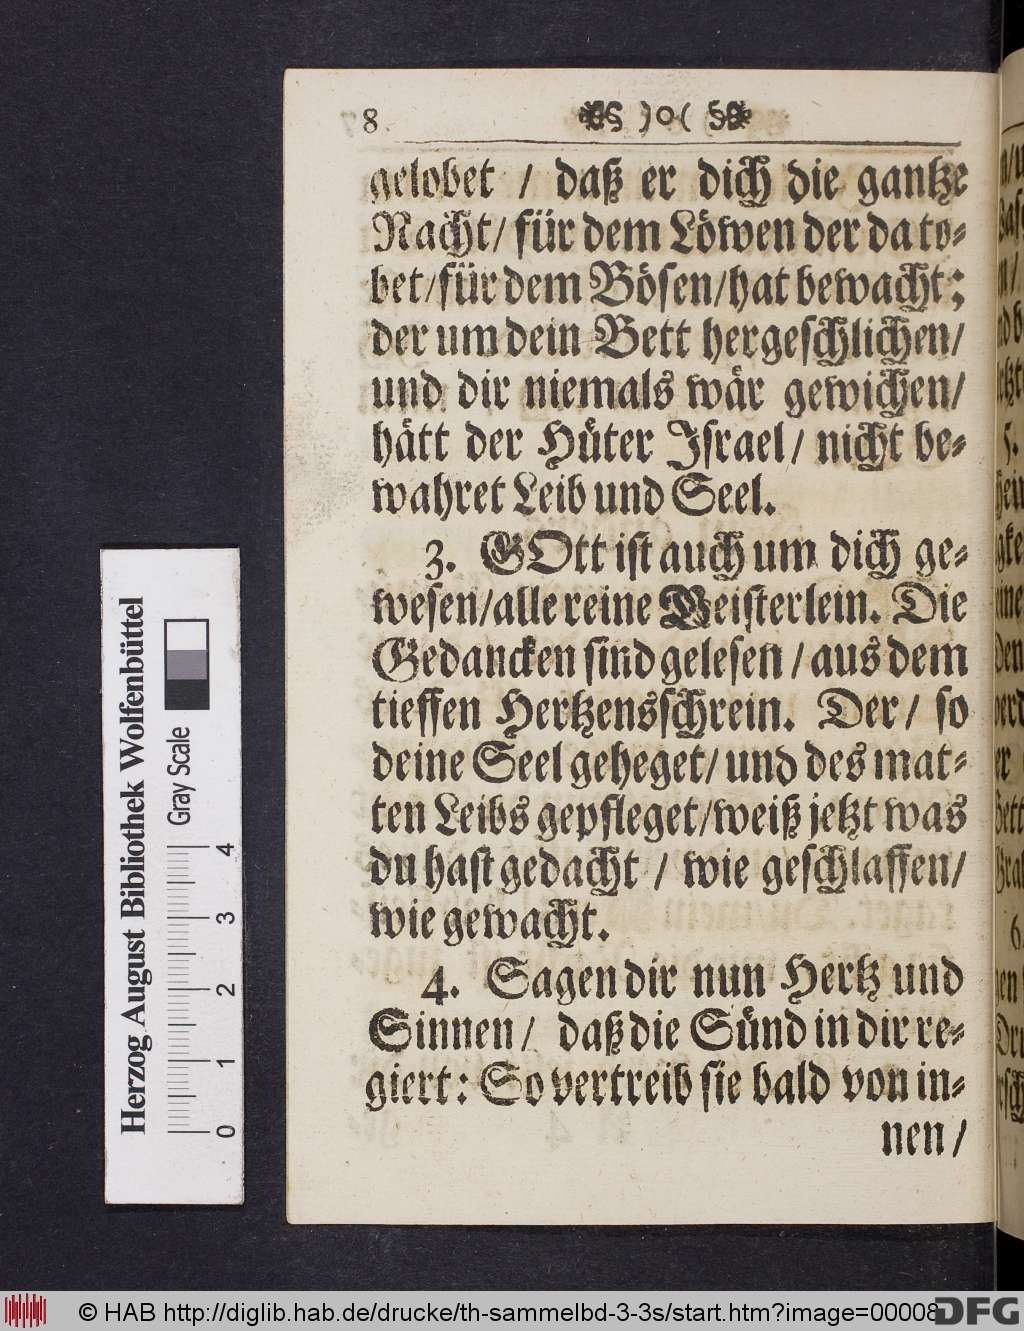 8 )o(
gelobet / daß er dich die gantze
Nacht / für dem Löwen der da to-
bet / für dem Bösen / hat bewacht;
der um dein Bett hergeschlichen /
und dir niemals wär gewichen /
hätt der Hüter Israel / nicht be-
wahret Leib und Seel.
3. GOtt ist auch um dich ge-
wesen / alle reine Geisterlein. Die
Gedancken sind gelesen / aus dem
tieffen Hertzensschrein. Der / so
deine Seel geheget / und des mat-
ten Leibs gepfleget / weiß jetzt was
du hast gedacht / wie geschlaffen /
wie gewacht.
4. Sagen dir nun Hertz und
Sinnen / daß die Sünd in dir re-
giert: So vertreib sie bald von in-
nen /
Herzog August Bibliothek Wolfenbüttel
Gray Scale
0 1 2 3 4
© HAB http://diglib.hab.de/drucke/th-sammelbd-3-3s/start.htm?image=00008
DFG